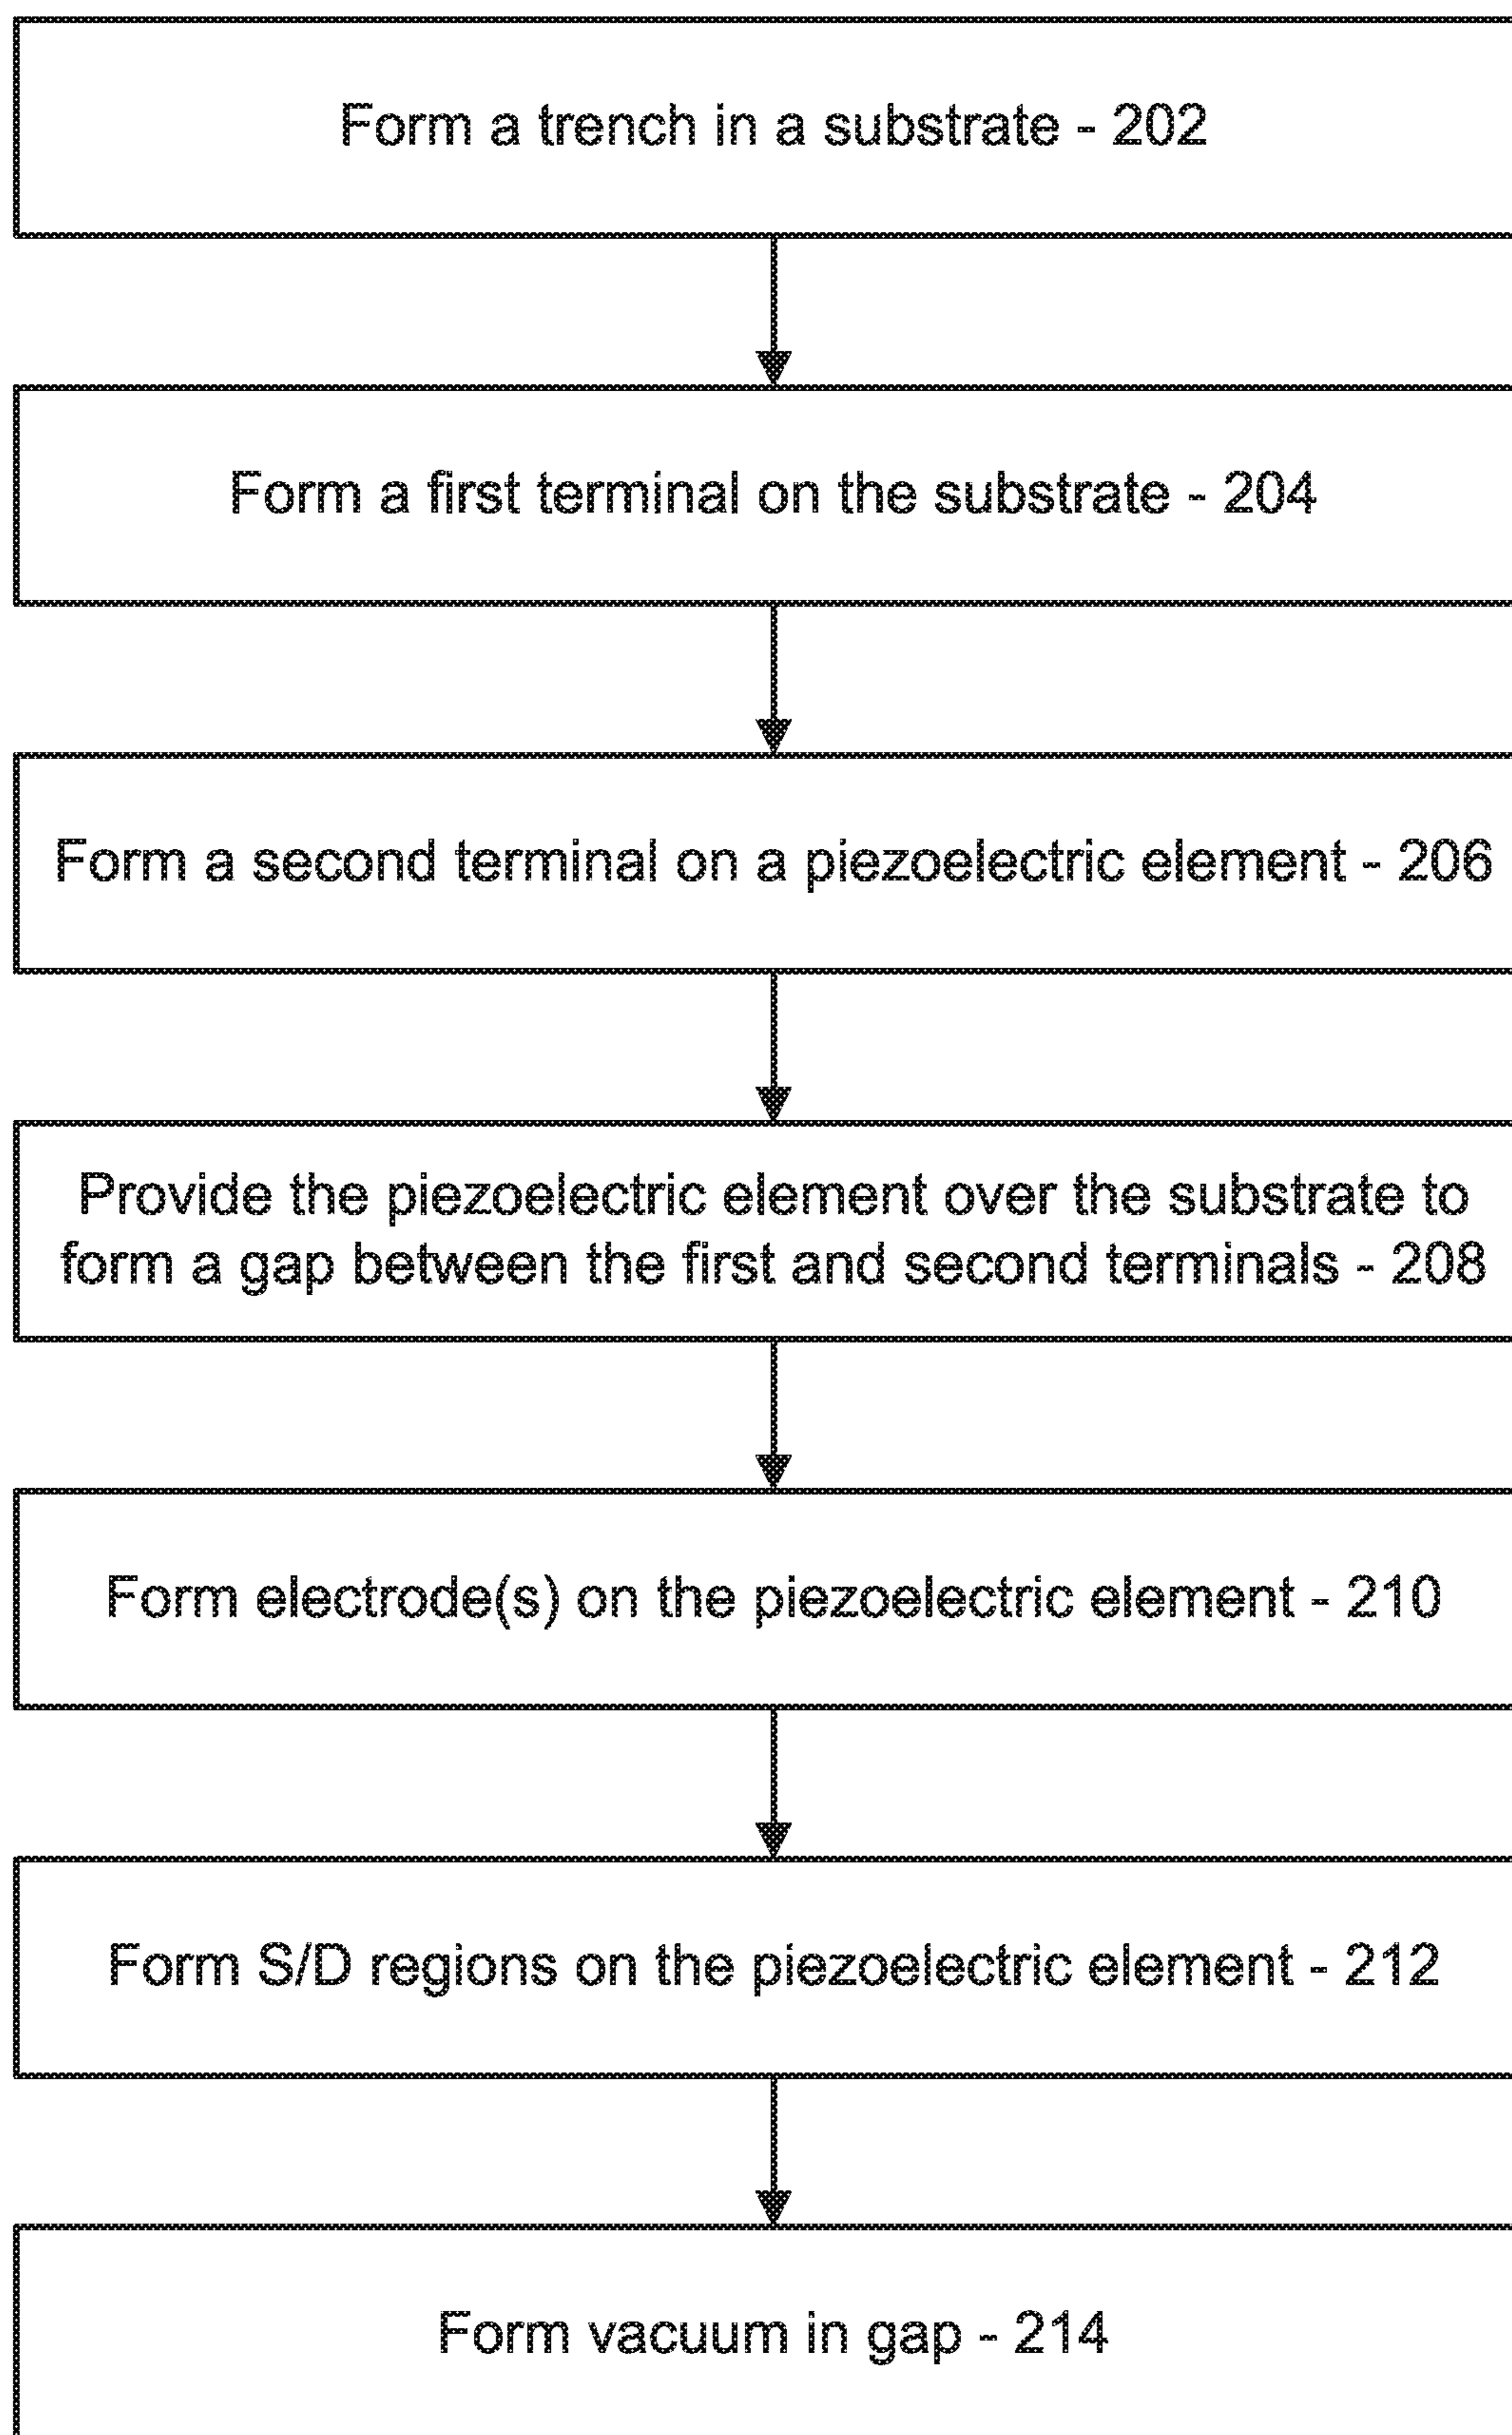 Form a trench in a substrate - 202
Form a first terminal on the substrate - 204
Form a second terminal on a piezoelectric element - 206
Provide the piezoelectric element over the substrate to
form a gap between the first and second terminals - 208
Form electrode(s) on the piezoelectric element - 210
Form S/D regions on the piezoelectric element - 212
Form vacuum in gap - 214